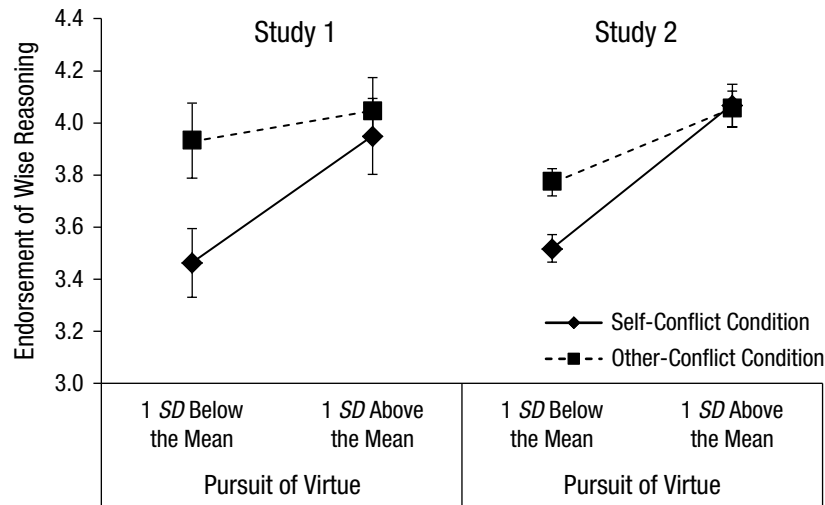 Endorsement of Wise Reasoning
4.4
4.2
4.0
3.8
3.6
3.4
3.2
3.0
Study 1
Study 2
Self-Conflict Condition
Other-Conflict Condition
1 SD Below
the Mean
1 SD Above
the Mean
1 SD Below
the Mean
1 SD Above
the Mean
Pursuit of Virtue
Pursuit of Virtue